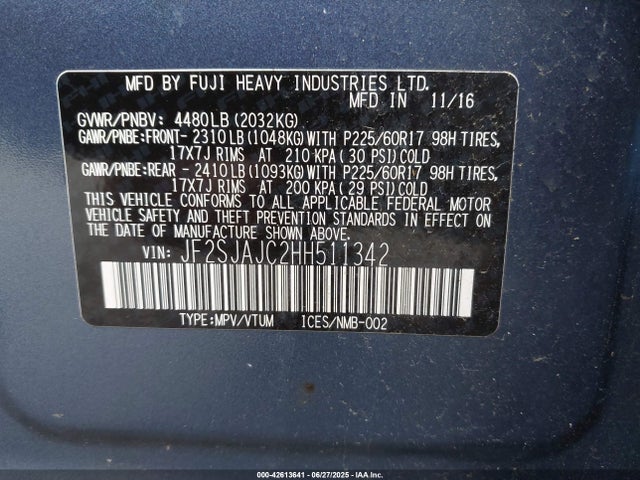 MFD BY FUJI HEAVY INDUSTRIES LTD.
MFD IN 11/16
GVWR/PNBV: 4480LB (2032KG)
GAWR/PNBE:FRONT- 2310LB (1048KG) WITH P225/60R17 98H TIRES,
17X7J RIMS AT 210 KPA (30 PSI) COLD
GAWR/PNBE:REAR - 2410LB (1093KG) WITH P225/60R17 98H TIRES,
17X7J RIMS AT 200 KPA (29 PSI) COLD
THIS VEHICLE CONFORMS TO ALL APPLICABLE FEDERAL MOTOR
VEHICLE SAFETY AND THEFT PREVENTION STANDARDS IN EFFECT
ON THE DATE OF MANUFACTURE SHOWN ABOVE.
VIN: JF2SJAJC2HH511342
TYPE:MPV/VTUM ICES/NMB-002
000-42613641 - 06/27/2025 - IAA, Inc.